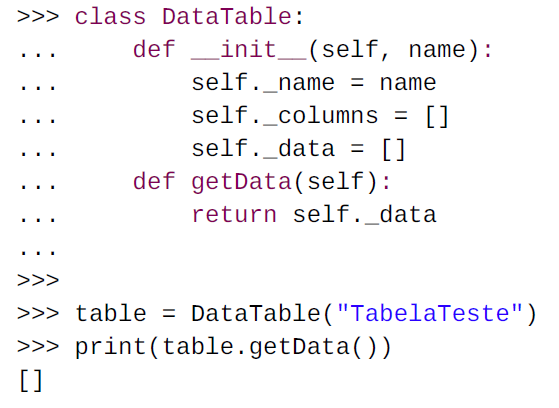 >>> class DataTable:
...     def __init__(self, name):
...         self._name = name
...         self._columns = []
...         self._data = []
...     def getData(self):
...         return self._data
...
>>>
>>> table = DataTable("TabelaTeste")
>>> print(table.getData())
[]